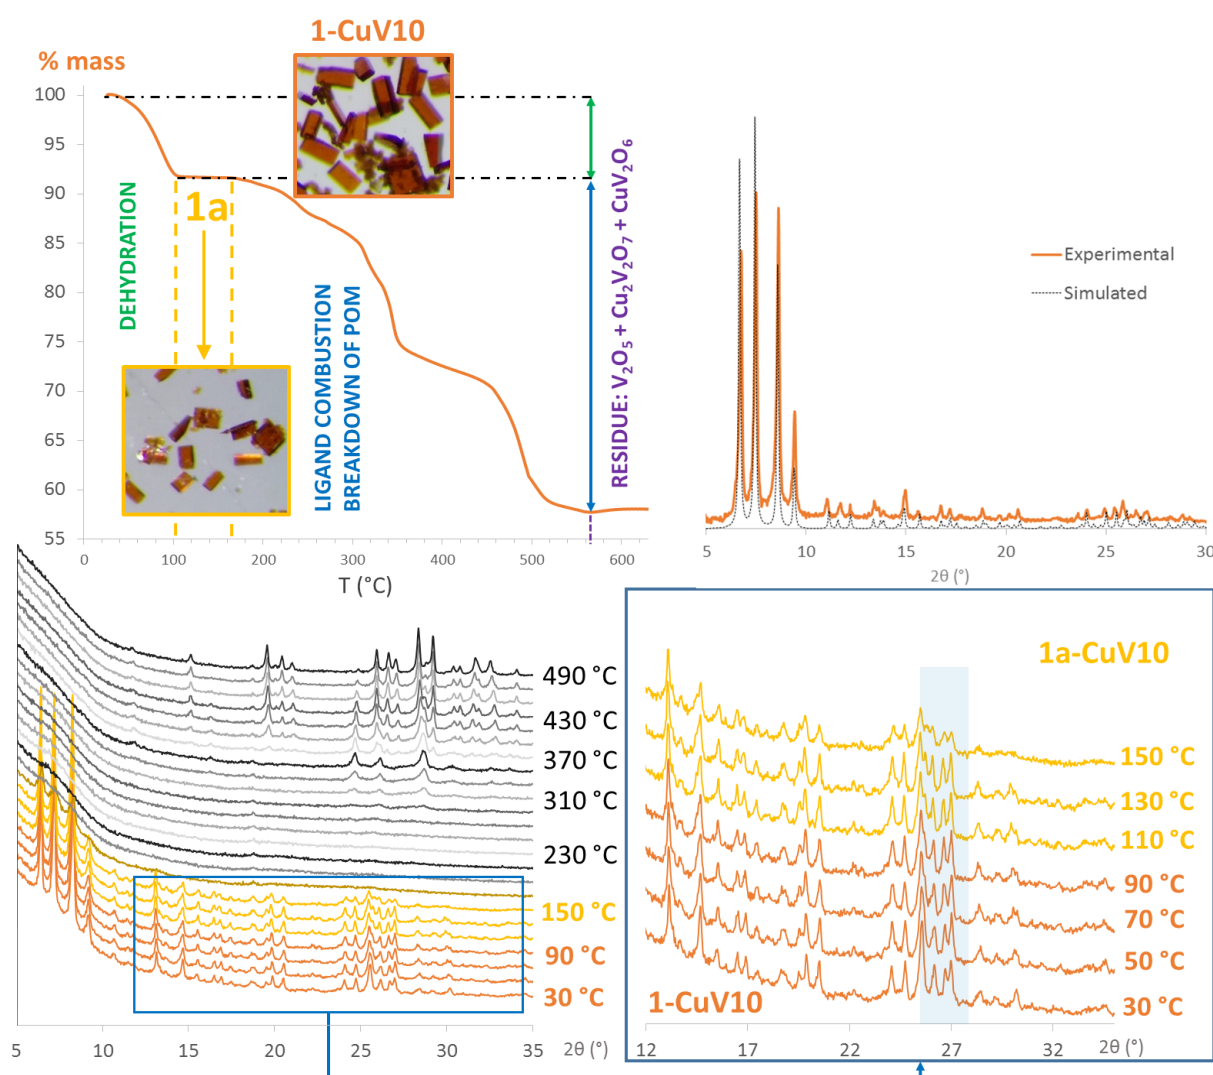 1-CuV10
% mass
100
95
90
85
80
75
70
65
60
55
0
100
200
300
400
500
600
T (°C)
DEHYDRATION
1a
LIGAND COMBUSTION
BREAKDOWN OF POM
RESIDUE: V₂O₅ + Cu₂V₂O₇ + CuV₂O₆
Experimental
Simulated
5
10
15
20
25
30
2θ (°)
490 °C
430 °C
370 °C
310 °C
230 °C
150 °C
90 °C
30 °C
5
10
15
20
25
30
35
2θ (°)
1a-CuV10
150 °C
130 °C
110 °C
90 °C
70 °C
50 °C
30 °C
1-CuV10
12
17
22
27
32
2θ (°)